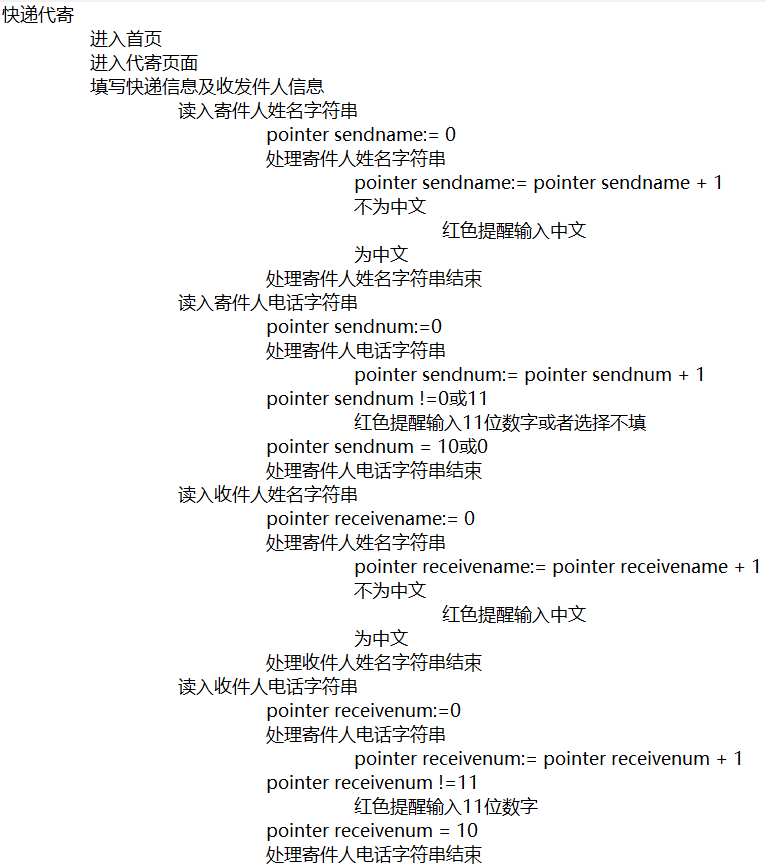 快递代寄
进入首页
进入代寄页面
填写快递信息及收发件人信息
读入寄件人姓名字符串
pointer sendname:= 0
处理寄件人姓名字符串
pointer sendname:= pointer sendname + 1
不为中文
红色提醒输入中文
为中文
处理寄件人姓名字符串结束
读入寄件人电话字符串
pointer sendnum:=0
处理寄件人电话字符串
pointer sendnum:= pointer sendnum + 1
pointer sendnum !=0或11
红色提醒输入11位数字或者选择不填
pointer sendnum = 10或0
处理寄件人电话字符串结束
读入收件人姓名字符串
pointer receivename:= 0
处理寄件人姓名字符串
pointer receivename:= pointer receivename + 1
不为中文
红色提醒输入中文
为中文
处理收件人姓名字符串结束
读入收件人电话字符串
pointer receivenum:=0
处理寄件人电话字符串
pointer receivenum:= pointer receivenum + 1
pointer receivenum !=11
红色提醒输入11位数字
pointer receivenum = 10
处理寄件人电话字符串结束